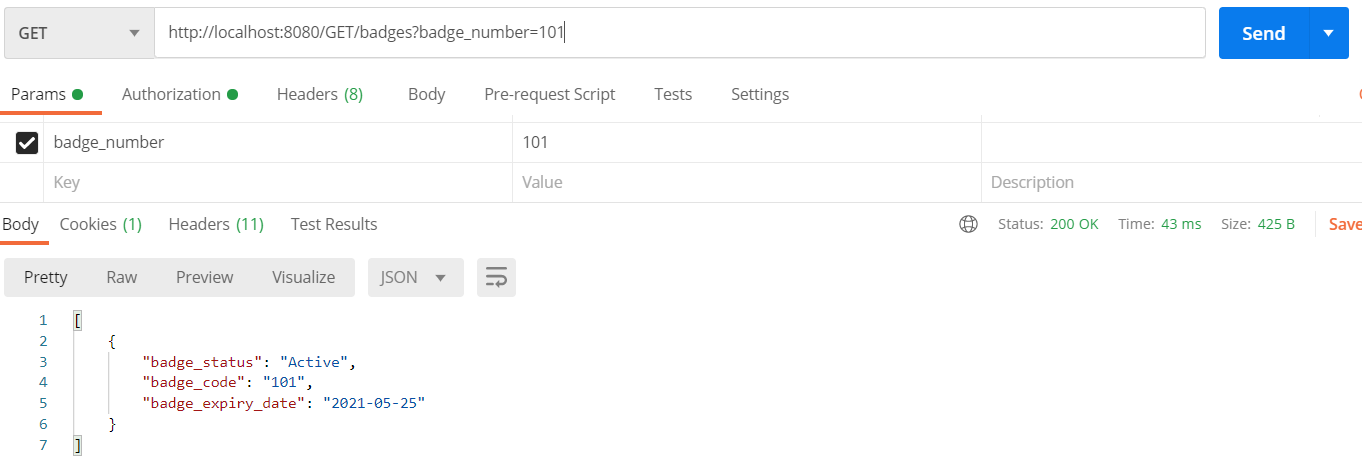 GET http://localhost:8080/GET/badges?badge_number=101 Send
Params Authorization Headers (8) Body Pre-request Script Tests Settings
badge_number 101
Key Value Description
Body Cookies (1) Headers (11) Test Results Status: 200 OK Time: 43 ms Size: 425 B Save
Pretty Raw Preview Visualize JSON
1 [
2 {
3 "badge_status": "Active",
4 "badge_code": "101",
5 "badge_expiry_date": "2021-05-25"
6 }
7 ]